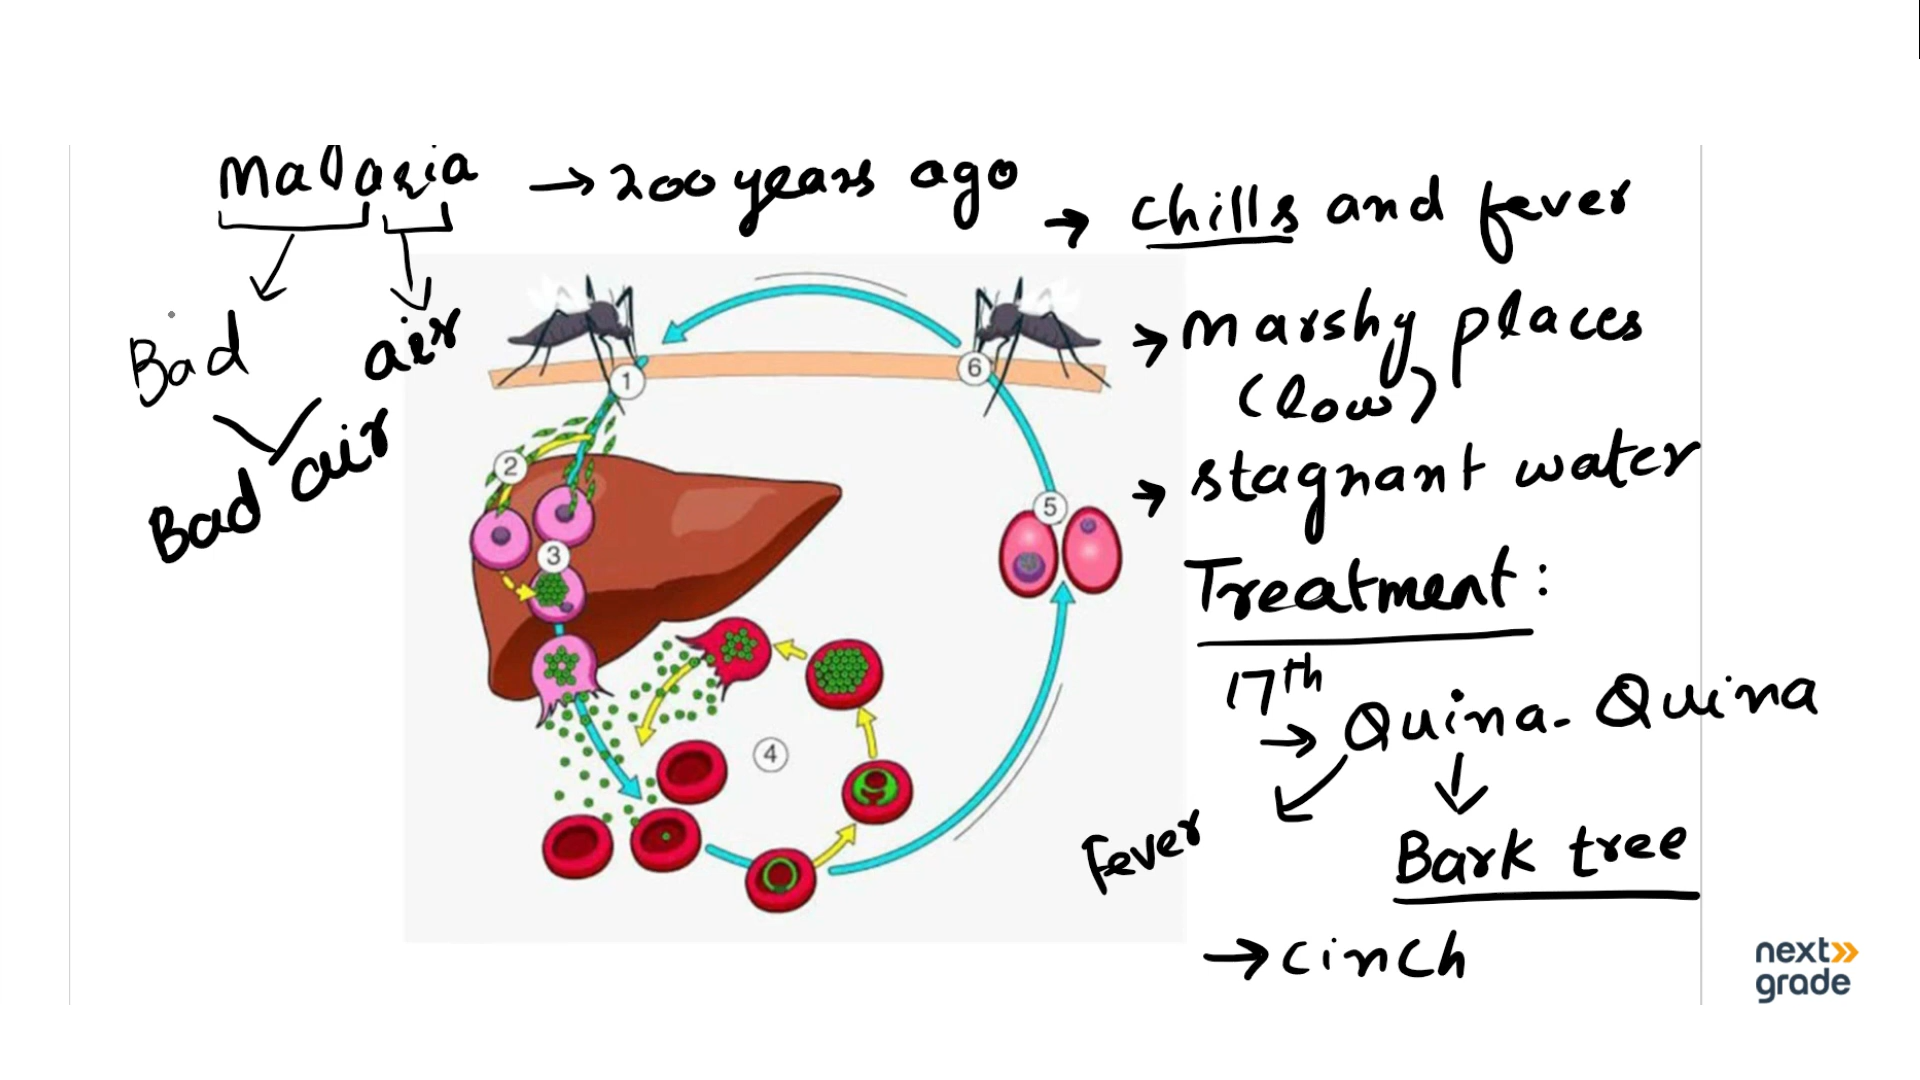 Malaria → 200 years ago
→ chills and fever
Bad air
Bad air
→ Marshy places
(low)
→ stagnant water
Treatment:
17th
→ Quina-Quina
Fever
Bark tree
→ cinch
1
2
3
4
5
6
next
grade